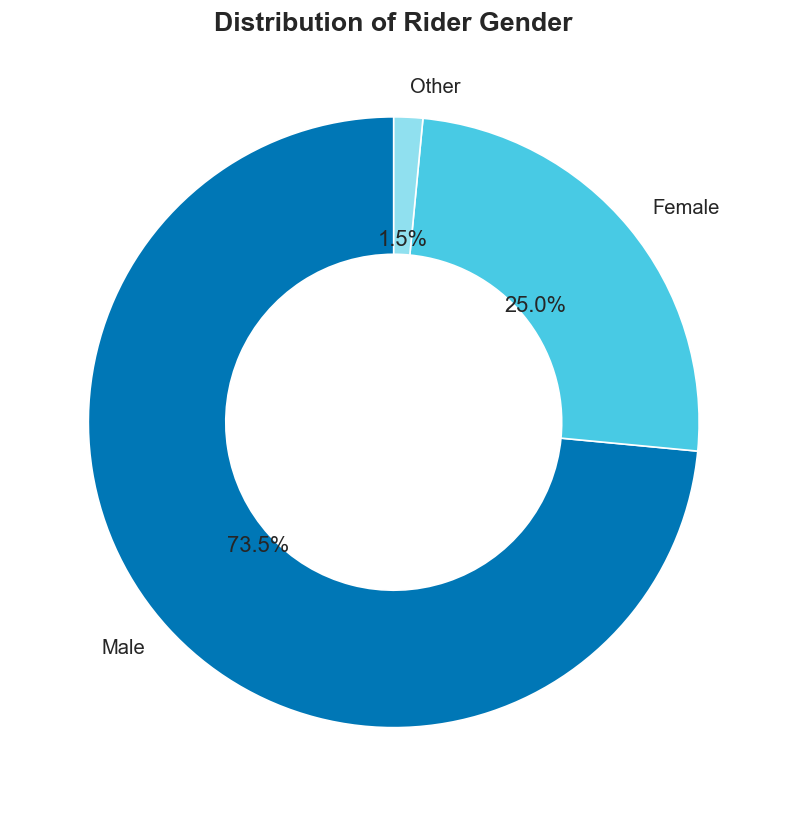 Distribution of Rider Gender
Other
Female
1.5%
25.0%
73.5%
Male